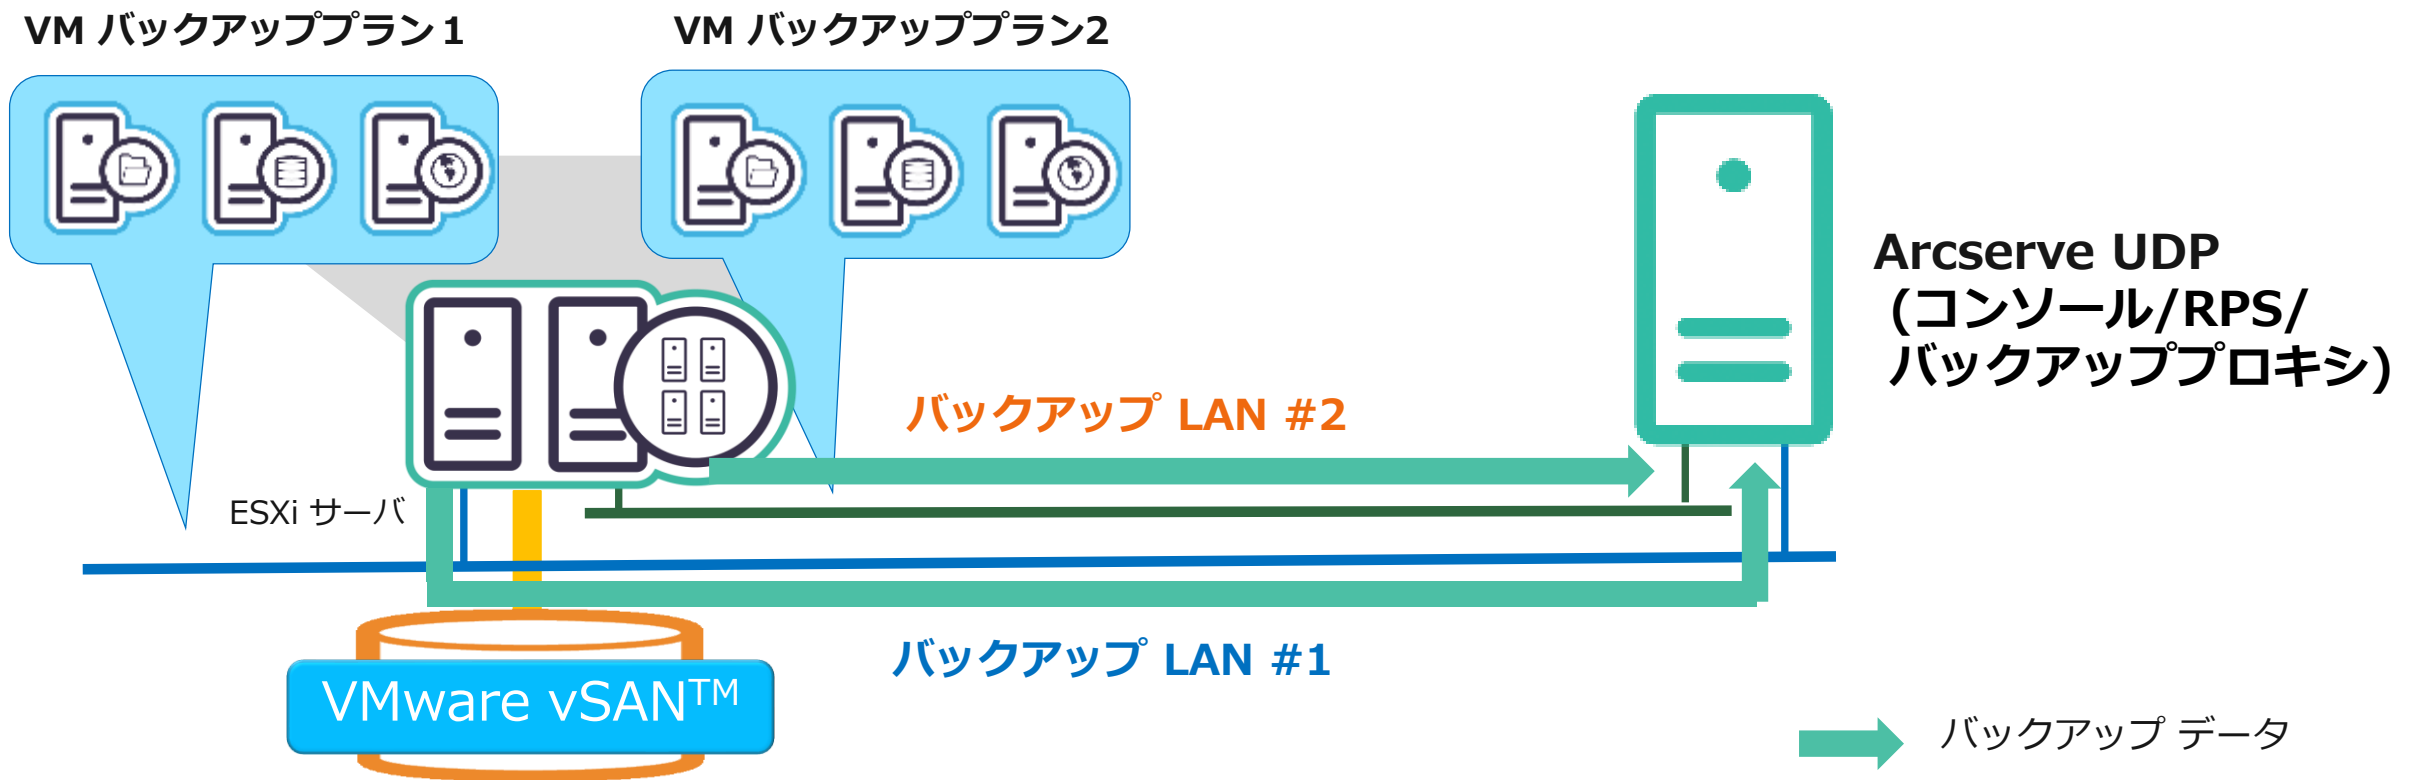 VM バックアッププラン１
VM バックアッププラン2
Arcserve UDP
(コンソール/RPS/
バックアッププロキシ)
バックアップ LAN #2
ESXi サーバ
バックアップ LAN #1
VMware vSAN™
バックアップ データ